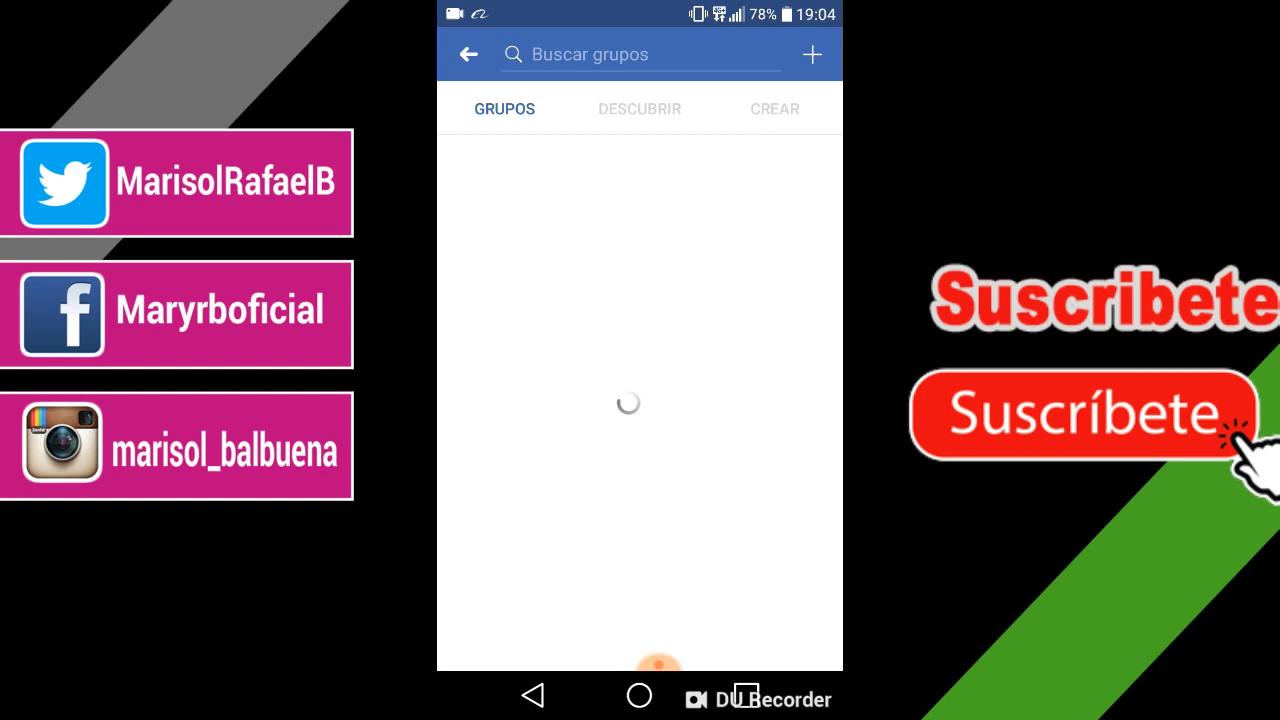 78% 19:04
Buscar grupos
GRUPOS DESCUBRIR CREAR
MarisolRafaelB
Maryrboficial
marisol_balbuena
Suscribete
Suscríbete
DU Recorder